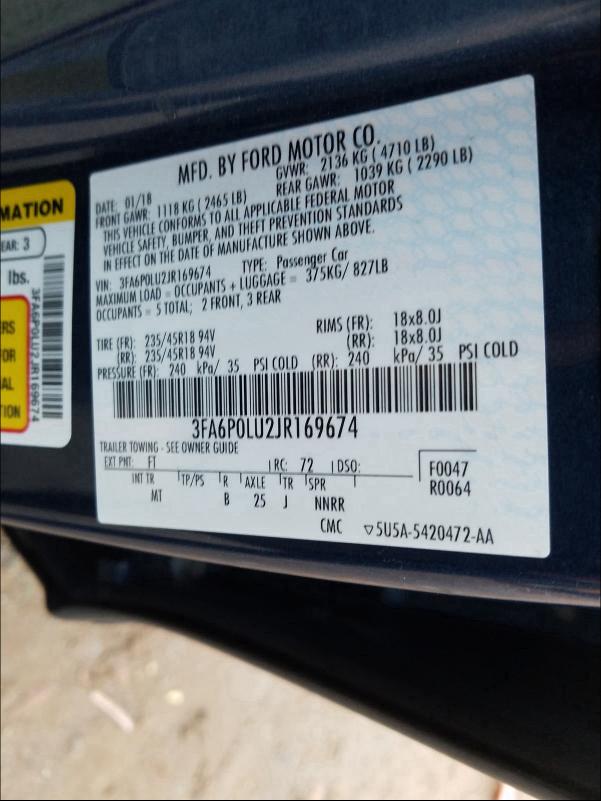 MFD. BY FORD MOTOR CO.
DATE: 01/18 GVWR: 2136 KG ( 4710 LB)
FRONT GAWR: 1118 KG ( 2465 LB) REAR GAWR: 1039 KG ( 2290 LB)
THIS VEHICLE CONFORMS TO ALL APPLICABLE FEDERAL MOTOR
VEHICLE SAFETY, BUMPER, AND THEFT PREVENTION STANDARDS
IN EFFECT ON THE DATE OF MANUFACTURE SHOWN ABOVE.
VIN: 3FA6P0LU2JR169674 TYPE: Passenger Car
MAXIMUM LOAD = OCCUPANTS + LUGGAGE = 375KG/ 827LB
OCCUPANTS = 5 TOTAL; 2 FRONT, 3 REAR
TIRE (FR): 235/45R18 94V RIMS (FR): 18x8.0J
(RR): 235/45R18 94V (RR): 18x8.0J
PRESSURE (FR): 240 kPa/ 35 PSI COLD (RR): 240 kPa/ 35 PSI COLD
3FA6P0LU2JR169674
TRAILER TOWING - SEE OWNER GUIDE
EXT PNT: FT RC: 72 DSO: F0047
INT TR TP/PS R AXLE TR SPR R0064
MT B 25 J NNRR
CMC ▽5U5A-5420472-AA
MATION
EAR: 3
lbs.
ERS
FOR
AL
TION
3FA6P0LU2JR169674